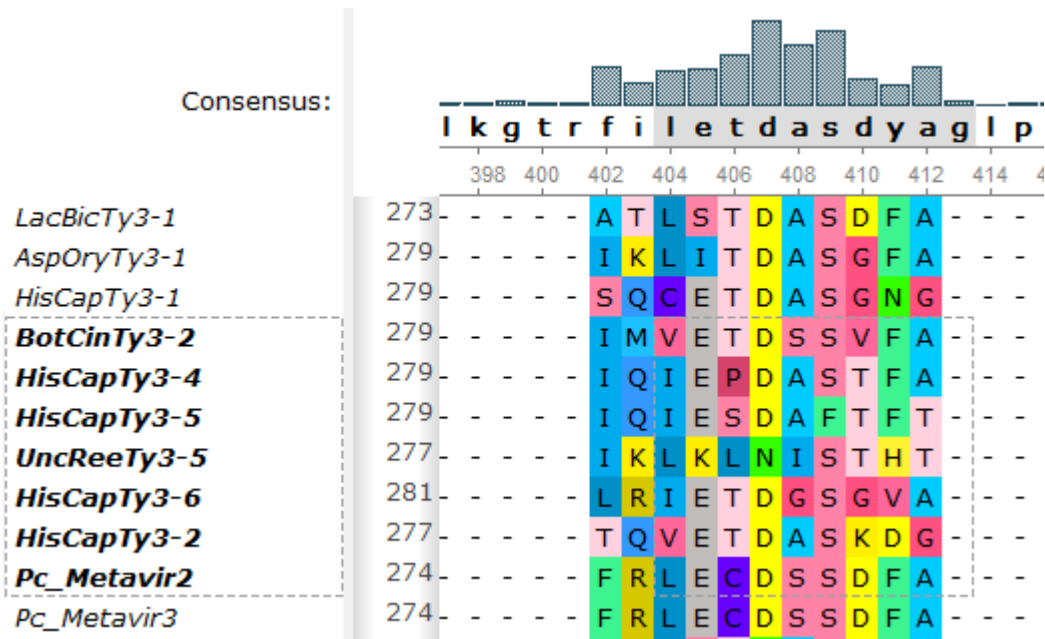 Consensus:
l k g t r f i l e t d a s d y a g l p
398 400 402 404 406 408 410 412 414 4
LacBicTy3-1 273 - - - - A T L S T D A S D F A - - -
AspOryTy3-1 279 - - - - I K L I T D A S G F A - - -
HisCapTy3-1 279 - - - - S Q C E T D A S G N G - - -
BotCinTy3-2 279 - - - - I M V E T D S S V F A - - -
HisCapTy3-4 279 - - - - I Q I E P D A S T F A - - -
HisCapTy3-5 279 - - - - I Q I E S D A F T F T - - -
UncReeTy3-5 277 - - - - I K L K L N I S T H T - - -
HisCapTy3-6 281 - - - - L R I E T D G S G V A - - -
HisCapTy3-2 277 - - - - T Q V E T D A S K D G - - -
Pc_Metavir2 274 - - - - F R L E C D S S D F A - - -
Pc_Metavir3 274 - - - - F R L E C D S S D F A - - -